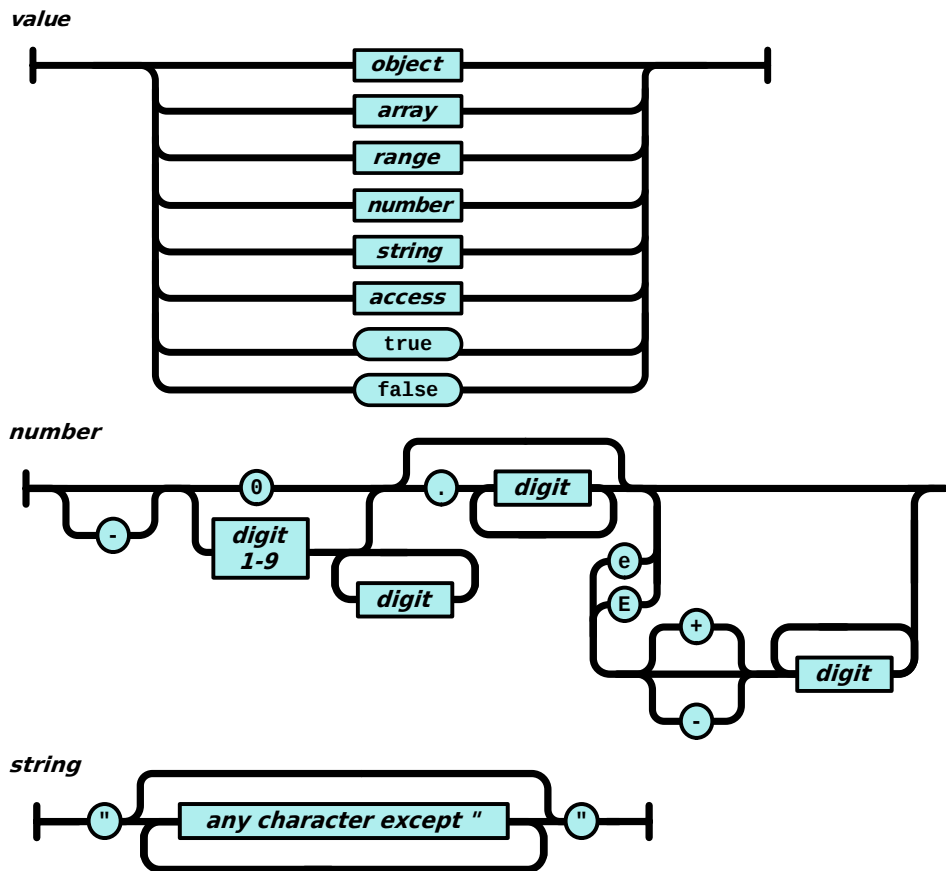 value
object
array
range
number
string
access
true
false
number
0
.
digit
-
digit
1-9
e
digit
E
+
digit
-
string
"
any character except "
"